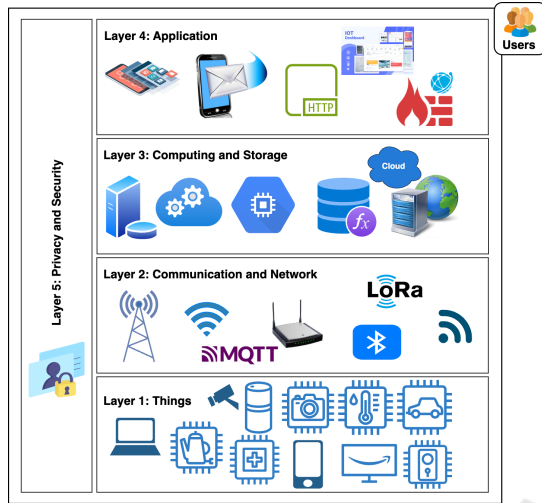 Users
Layer 4: Application
IOT
Dashboard
HTTP
Layer 5: Privacy and Security
Layer 3: Computing and Storage
Cloud
fx
Layer 2: Communication and Network
LoRa
MQTT
Layer 1: Things